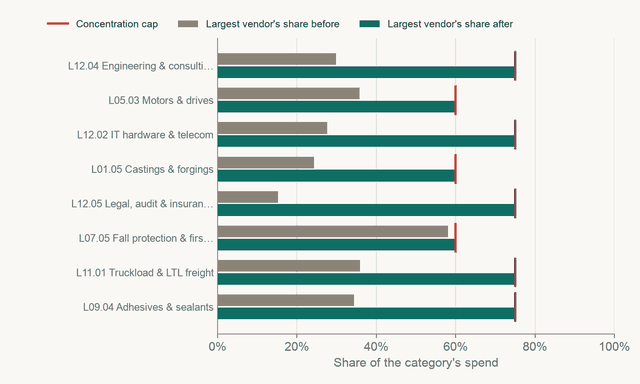 Concentration cap Largest vendor's share before Largest vendor's share after
L12.04 Engineering & consulti…
L05.03 Motors & drives
L12.02 IT hardware & telecom
L01.05 Castings & forgings
L12.05 Legal, audit & insuran…
L07.05 Fall protection & firs…
L11.01 Truckload & LTL freight
L09.04 Adhesives & sealants
0% 20% 40% 60% 80% 100%
Share of the category's spend